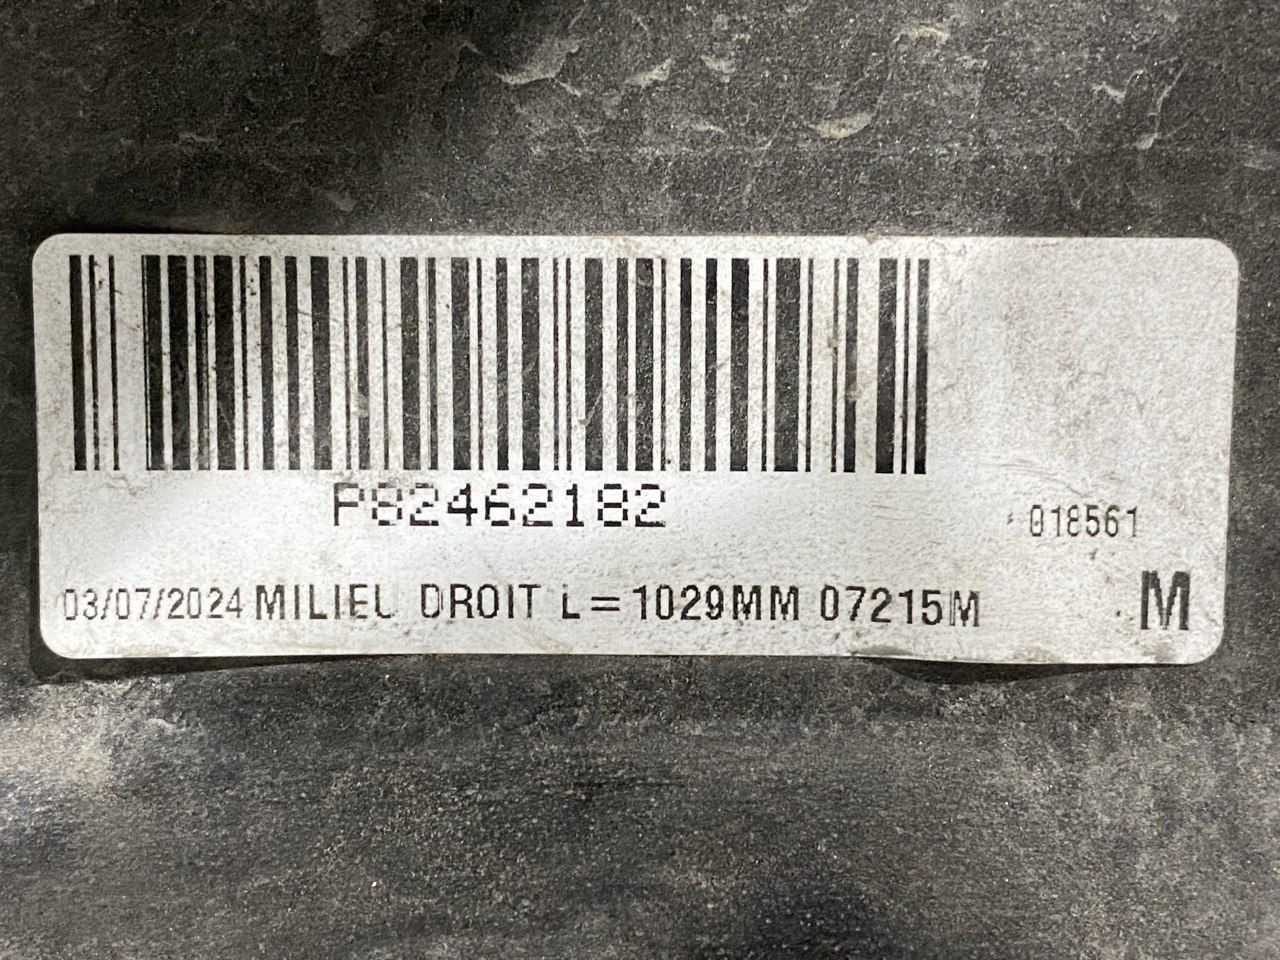 P82462182
018561
03/07/2024 MILIEU DROIT L=1029MM 07215M
M